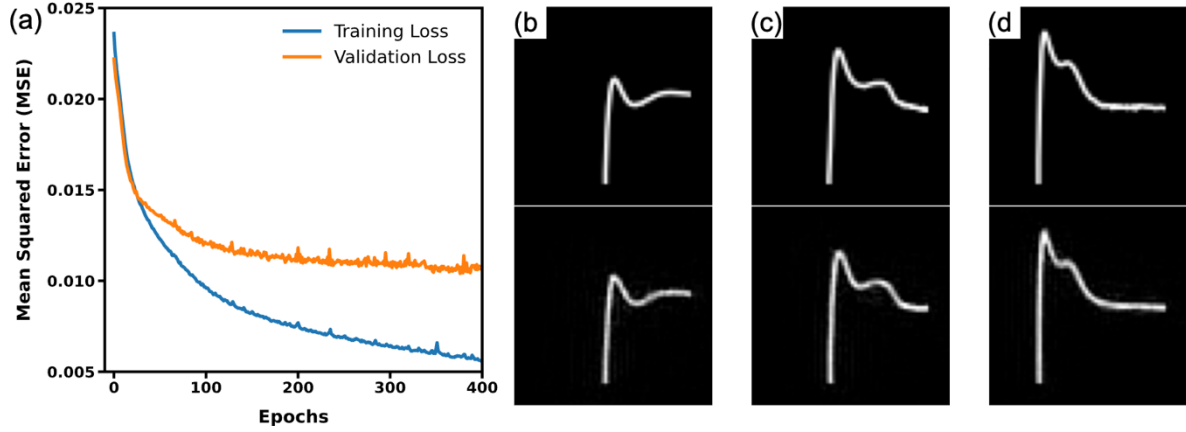 (a)
0.025
0.020
0.015
0.010
0.005
Mean Squared Error (MSE)
Training Loss
Validation Loss
0
100
200
300
400
Epochs
(b)
(c)
(d)